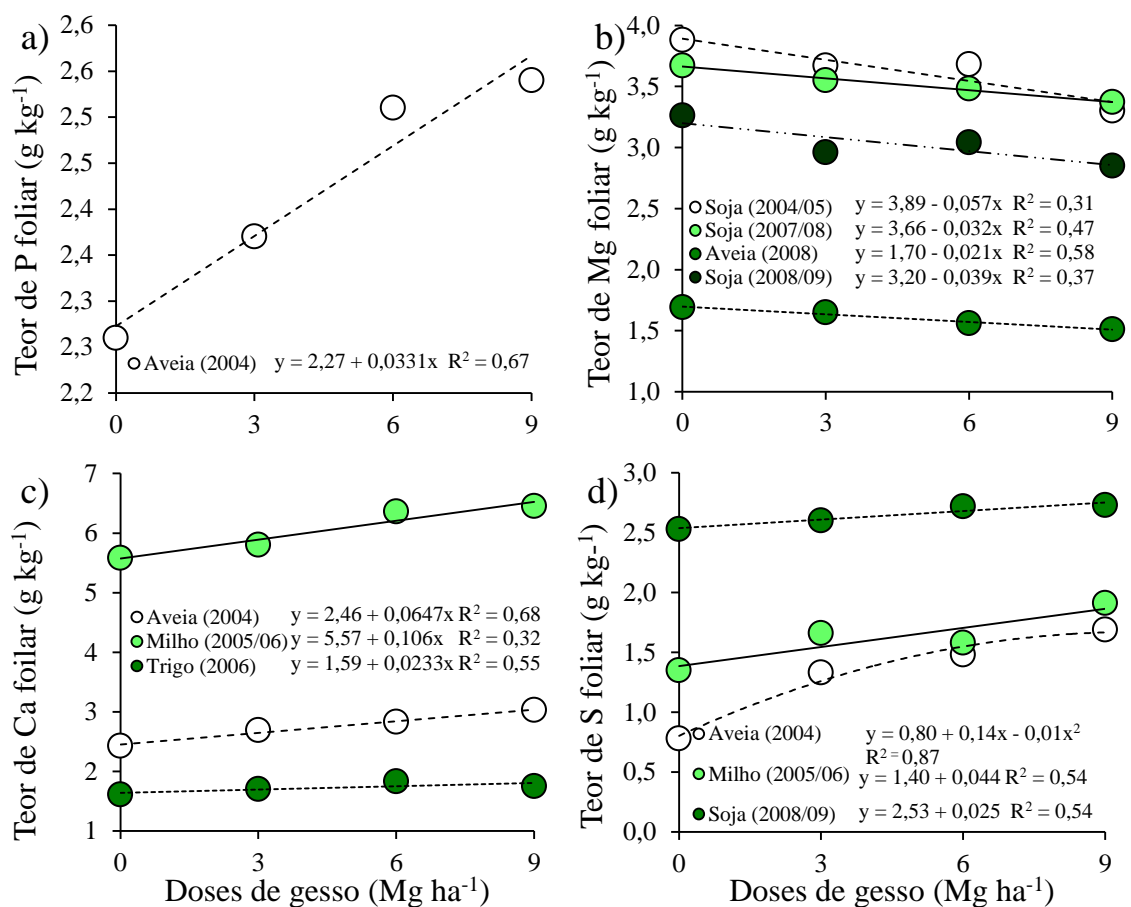 a)
Teor de P foliar (g kg-1)
2,6
2,6
2,5
2,5
2,4
2,4
2,3
2,3
2,2
0 3 6 9
Aveia (2004) y = 2,27 + 0,0331x R2 = 0,67
b)
Teor de Mg foliar (g kg-1)
4,0
3,5
3,0
2,5
2,0
1,5
1,0
0 3 6 9
Soja (2004/05) y = 3,89 - 0,057x R2 = 0,31
Soja (2007/08) y = 3,66 - 0,032x R2 = 0,47
Aveia (2008) y = 1,70 - 0,021x R2 = 0,58
Soja (2008/09) y = 3,20 - 0,039x R2 = 0,37
c)
Teor de Ca foilar (g kg-1)
7
6
5
4
3
2
1
0 3 6 9
Aveia (2004) y = 2,46 + 0,0647x R2 = 0,68
Milho (2005/06) y = 5,57 + 0,106x R2 = 0,32
Trigo (2006) y = 1,59 + 0,0233x R2 = 0,55
Doses de gesso (Mg ha-1)
d)
Teor de S foliar (g kg-1)
3,0
2,5
2,0
1,5
1,0
0,5
0,0
0 3 6 9
Aveia (2004) y = 0,80 + 0,14x - 0,01x2
R2 = 0,87
Milho (2005/06) y = 1,40 + 0,044 R2 = 0,54
Soja (2008/09) y = 2,53 + 0,025 R2 = 0,54
Doses de gesso (Mg ha-1)